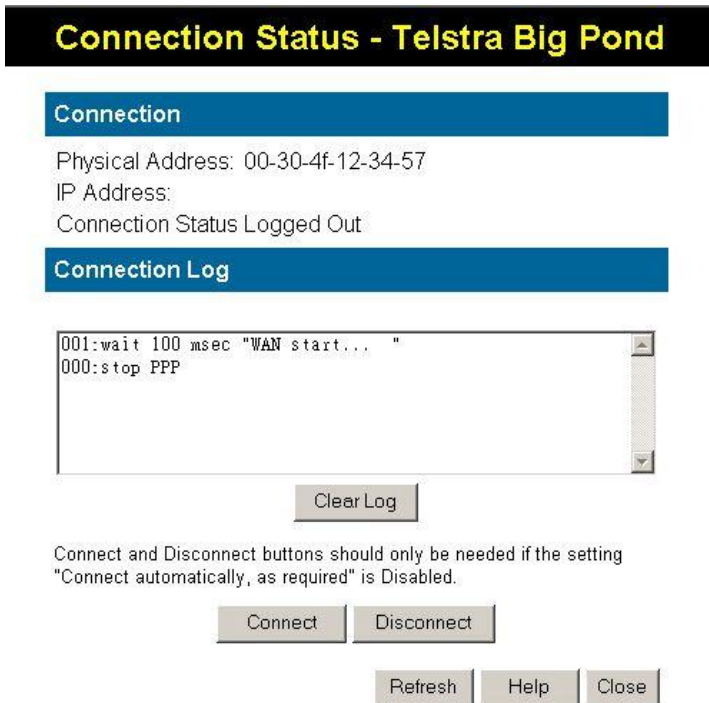 Connection Status - Telstra Big Pond
Connection
Physical Address: 00-30-4f-12-34-57
IP Address:
Connection Status Logged Out
Connection Log
001:wait 100 msec "WAN start...  "
000:stop PPP
Clear Log
Connect and Disconnect buttons should only be needed if the setting
"Connect automatically, as required" is Disabled.
Connect Disconnect
Refresh Help Close